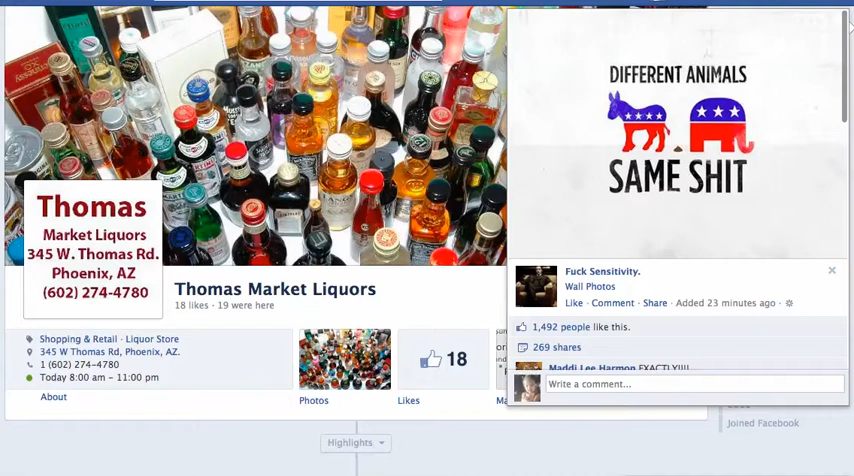 Thomas
Market Liquors
345 W. Thomas Rd.
Phoenix, AZ
(602) 274-4780
Thomas Market Liquors
18 likes · 19 were here
Shopping & Retail · Liquor Store
345 W Thomas Rd, Phoenix, AZ.
1 (602) 274-4780
Today 8:00 am - 11:00 pm
About
Photos
18
Likes
Highlights
DIFFERENT ANIMALS
SAME SHIT
Fuck Sensitivity.
Wall Photos
Like · Comment · Share · Added 23 minutes ago ·
1,492 people like this.
269 shares
Maddi Lee Harmon EXACTLY!!!!
Write a comment...
Joined Facebook